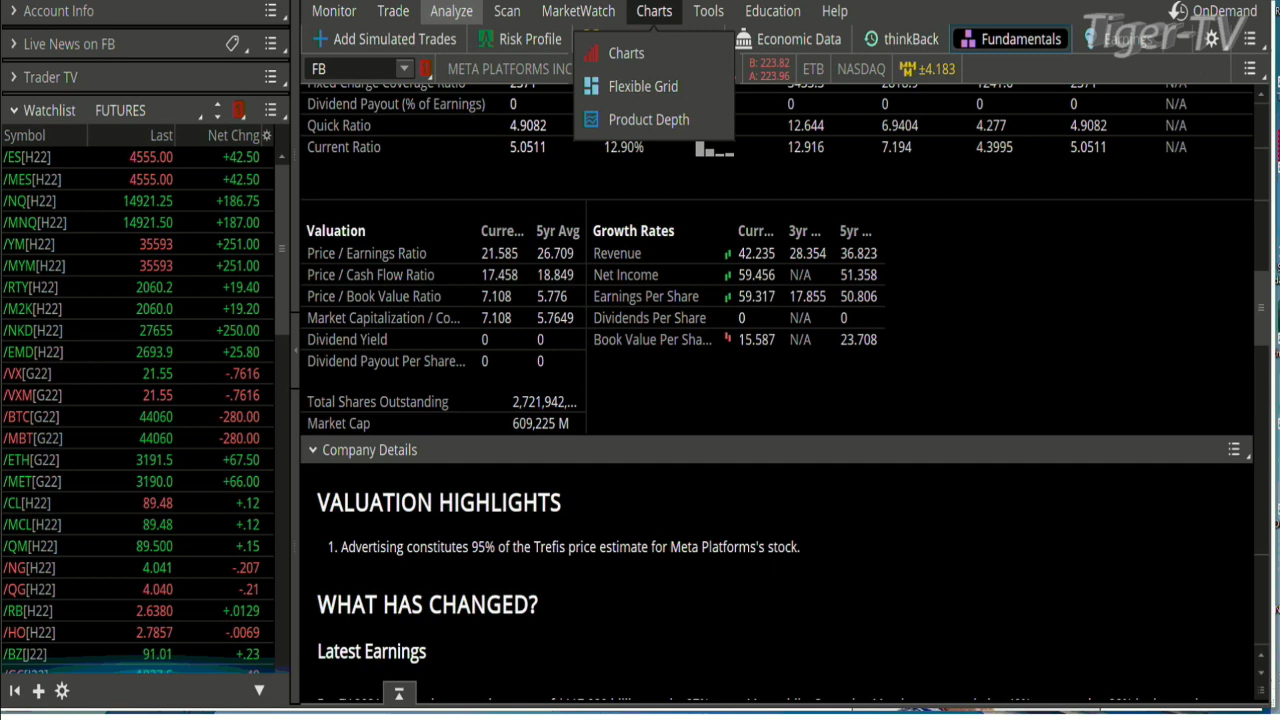 Account Info
Live News on FB
Trader TV
Watchlist FUTURES
Symbol Last Net Chng
/ES[H22] 4555.00 +42.50
/MES[H22] 4555.00 +42.50
/NQ[H22] 14921.25 +186.75
/MNQ[H22] 14921.50 +187.00
/YM[H22] 35593 +251.00
/MYM[H22] 35593 +251.00
/RTY[H22] 2060.2 +19.40
/M2K[H22] 2060.0 +19.20
/NKD[H22] 27655 +250.00
/EMD[H22] 2693.9 +25.80
/VX[G22] 21.55 -.7616
/VXM[G22] 21.55 -.7616
/BTC[G22] 44060 -280.00
/MBT[G22] 44060 -280.00
/ETH[G22] 3191.5 +67.50
/MET[G22] 3190.0 +66.00
/CL[H22] 89.48 +.12
/MCL[H22] 89.48 +.12
/QM[H22] 89.500 +.15
/NG[H22] 4.041 -.207
/QG[H22] 4.040 -.21
/RB[H22] 2.6380 +.0129
/HO[H22] 2.7857 -.0069
/BZ[J22] 91.01 +.23
Monitor Trade Analyze Scan MarketWatch Charts Tools Education Help OnDemand
Tiger-TV
Add Simulated Trades Risk Profile Economic Data thinkBack Fundamentals Earnings
Charts
Flexible Grid
Product Depth
FB META PLATFORMS INC B: 223.82 A: 223.96 ETB NASDAQ ±4.183
Fixed Charge Coverage Ratio
Dividend Payout (% of Earnings) 0 0 0 0 0 N/A
Quick Ratio 4.9082 12.644 6.9404 4.277 4.9082 N/A
Current Ratio 5.0511 12.90% 12.916 7.194 4.3995 5.0511 N/A
Valuation Curre... 5yr Avg
Price / Earnings Ratio 21.585 26.709
Price / Cash Flow Ratio 17.458 18.849
Price / Book Value Ratio 7.108 5.776
Market Capitalization / Co... 7.108 5.7649
Dividend Yield 0 0
Dividend Payout Per Share... 0 0
Total Shares Outstanding 2,721,942,...
Market Cap 609,225 M
Growth Rates Curr... 3yr ... 5yr ...
Revenue 42.235 28.354 36.823
Net Income 59.456 N/A 51.358
Earnings Per Share 59.317 17.855 50.806
Dividends Per Share 0 N/A 0
Book Value Per Sha... 15.587 N/A 23.708
Company Details
VALUATION HIGHLIGHTS
1. Advertising constitutes 95% of the Trefis price estimate for Meta Platforms's stock.
WHAT HAS CHANGED?
Latest Earnings